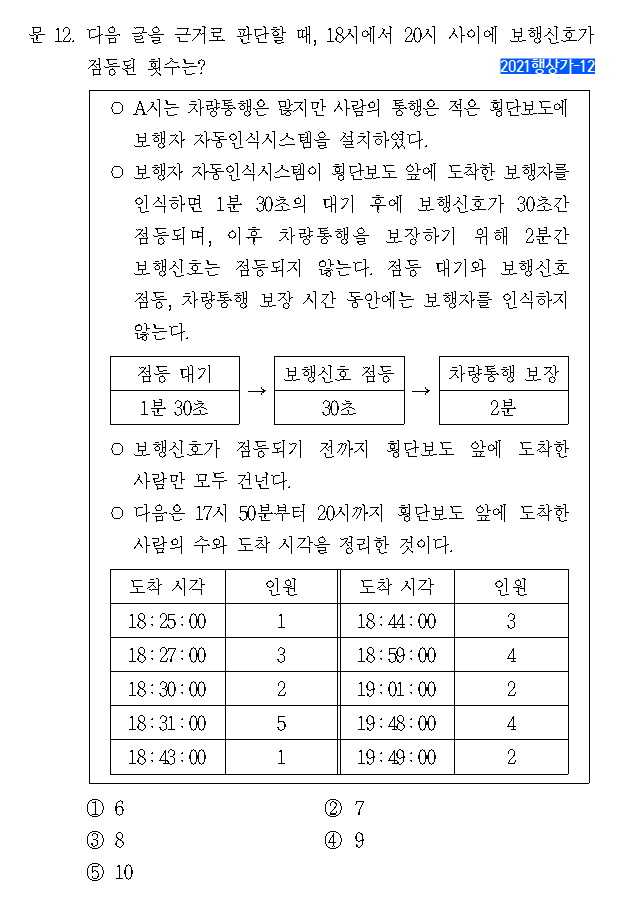 문 12. 다음 글을 근거로 판단할 때, 18시에서 20시 사이에 보행신호가
점등된 횟수는?
2021행상가-12
○ A시는 차량통행은 많지만 사람의 통행은 적은 횡단보도에
보행자 자동인식시스템을 설치하였다.
○ 보행자 자동인식시스템이 횡단보도 앞에 도착한 보행자를
인식하면 1분 30초의 대기 후에 보행신호가 30초간
점등되며, 이후 차량통행을 보장하기 위해 2분간
보행신호는 점등되지 않는다. 점등 대기와 보행신호
점등, 차량통행 보장 시간 동안에는 보행자를 인식하지
않는다.
점등 대기 → 보행신호 점등 → 차량통행 보장
1분 30초 30초 2분
○ 보행신호가 점등되기 전까지 횡단보도 앞에 도착한
사람만 모두 건넌다.
○ 다음은 17시 50분부터 20시까지 횡단보도 앞에 도착한
사람의 수와 도착 시각을 정리한 것이다.
도착 시각 인원 도착 시각 인원
18:25:00 1 18:44:00 3
18:27:00 3 18:59:00 4
18:30:00 2 19:01:00 2
18:31:00 5 19:48:00 4
18:43:00 1 19:49:00 2
① 6 ② 7
③ 8 ④ 9
⑤ 10